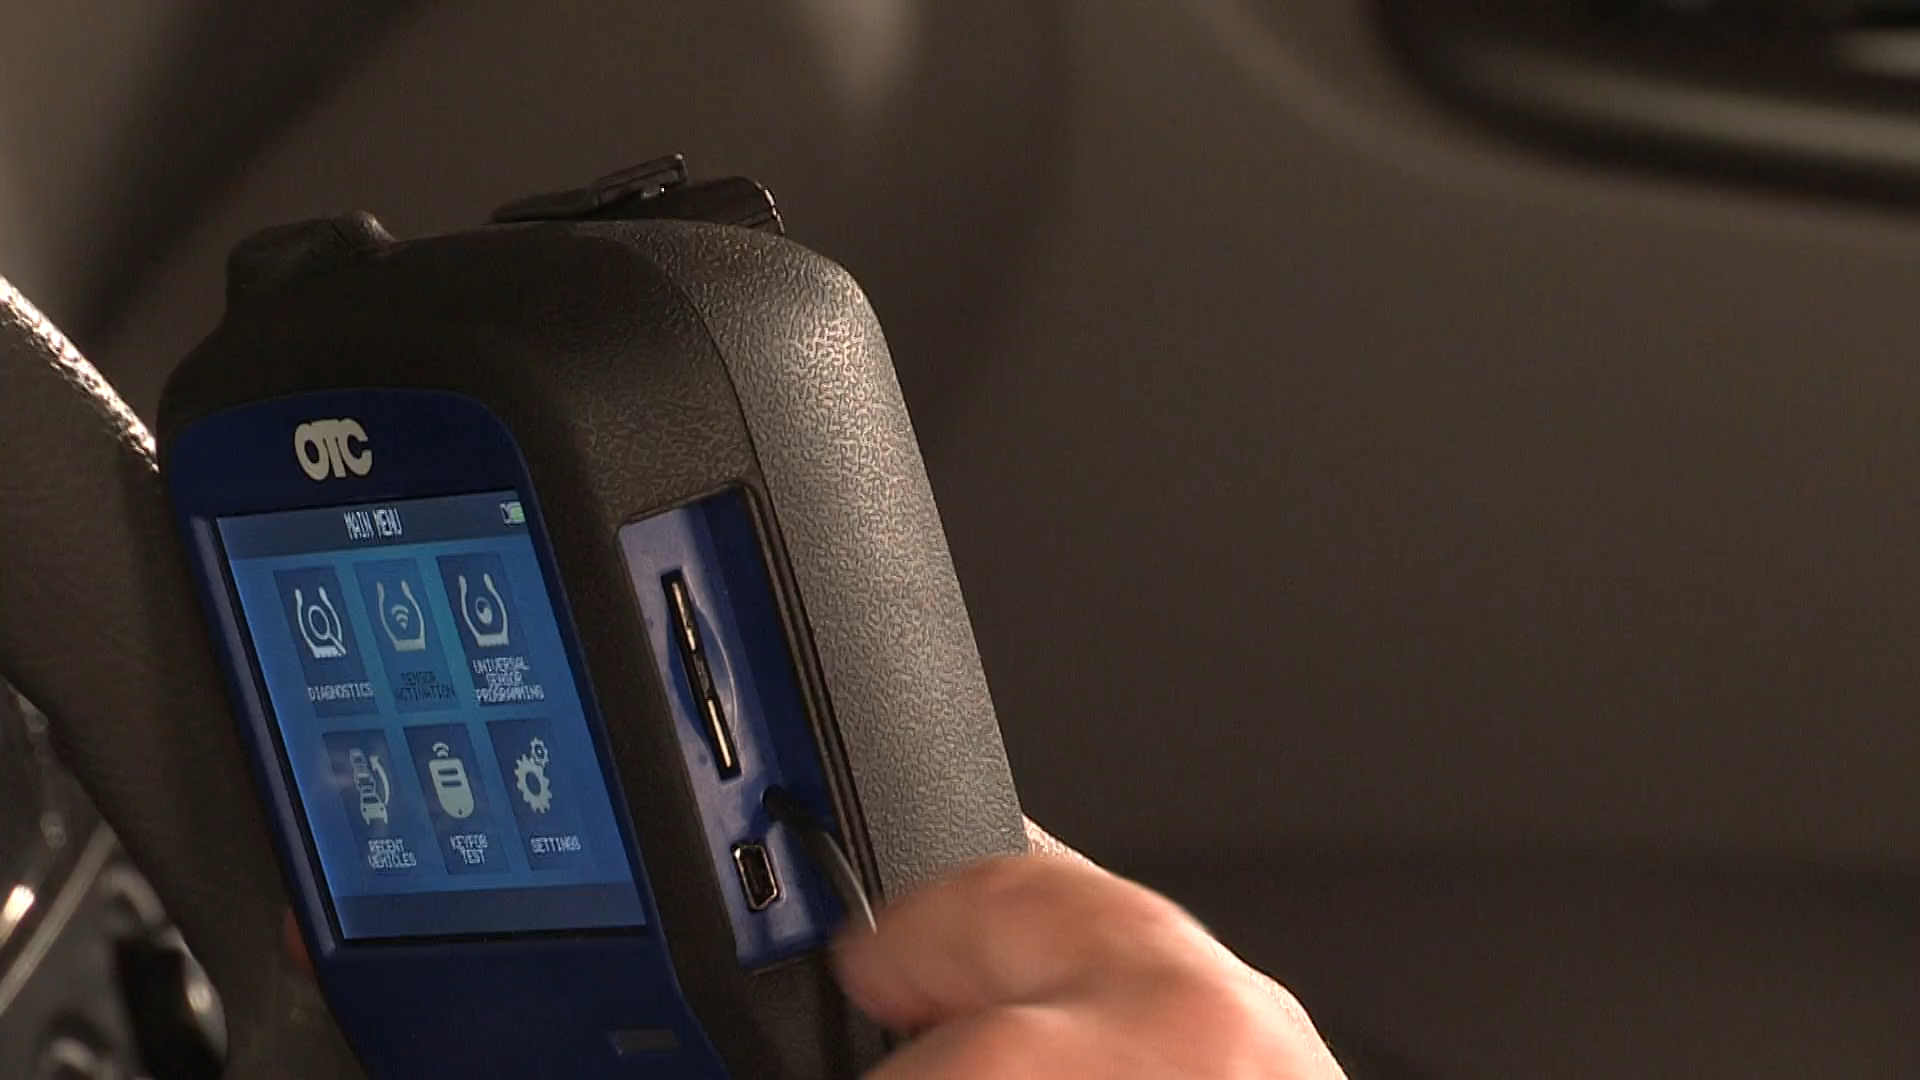 OTC
MAIN MENU
DIAGNOSTICS
SENSOR
ACTIVATION
UNIVERSAL
SENSOR
PROGRAMMING
RECENT
VEHICLES
KEYFOB
TEST
SETTINGS